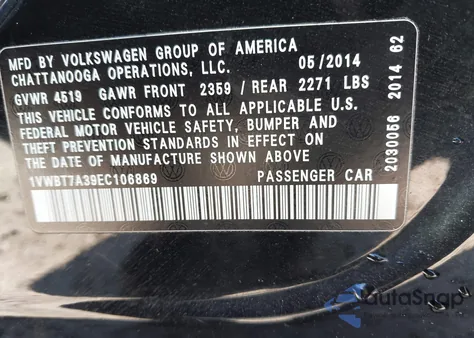 MFD BY VOLKSWAGEN GROUP OF AMERICA
CHATTANOOGA OPERATIONS, LLC. 05/2014
GVWR 4519 GAWR FRONT 2359 / REAR 2271 LBS
THIS VEHICLE CONFORMS TO ALL APPLICABLE U.S.
FEDERAL MOTOR VEHICLE SAFETY, BUMPER AND
THEFT PREVENTION STANDARDS IN EFFECT ON
THE DATE OF MANUFACTURE SHOWN ABOVE
1VWBT7A39EC106869 PASSENGER CAR
2030056 2014 62
AutoSnap